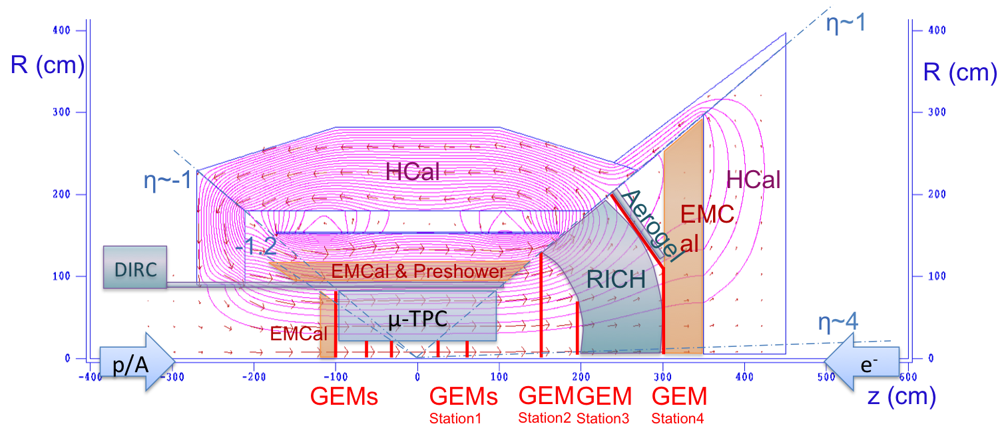 η~1
400
400
R (cm)
R (cm)
300
300
HCal
η~-1
HCal
200
200
Aerogel
EMC
al
-1.2
DIRC
EMCal & Preshower
100
100
RICH
μ-TPC
EMCal
η~4
0
0
p/A
e-
-400
-300
-200
-100
0
100
200
300
400
500
600
GEMs
GEMs
GEM
GEM
GEM
z (cm)
Station1
Station2
Station3
Station4